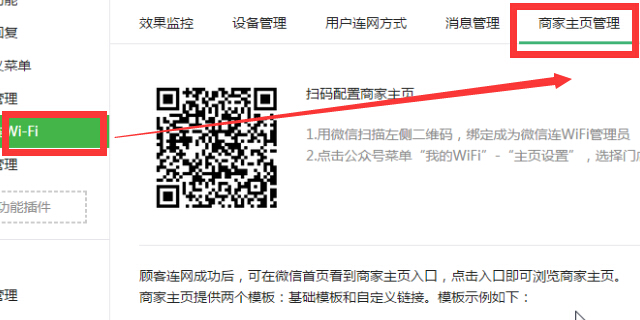 效果监控 设备管理 用户连网方式 消息管理 商家主页管理
回复
菜单
管理
Wi-Fi
管理
功能插件
管理
扫码配置商家主页
1.用微信扫描左侧二维码，绑定成为微信连WiFi管理员
2.点击公众号菜单“我的WiFi”-“主页设置”，选择门
顾客连网成功后，可在微信首页看到商家主页入口，点击入口即可浏览商家主页。
商家主页提供两个模板：基础模板和自定义链接。模板示例如下：